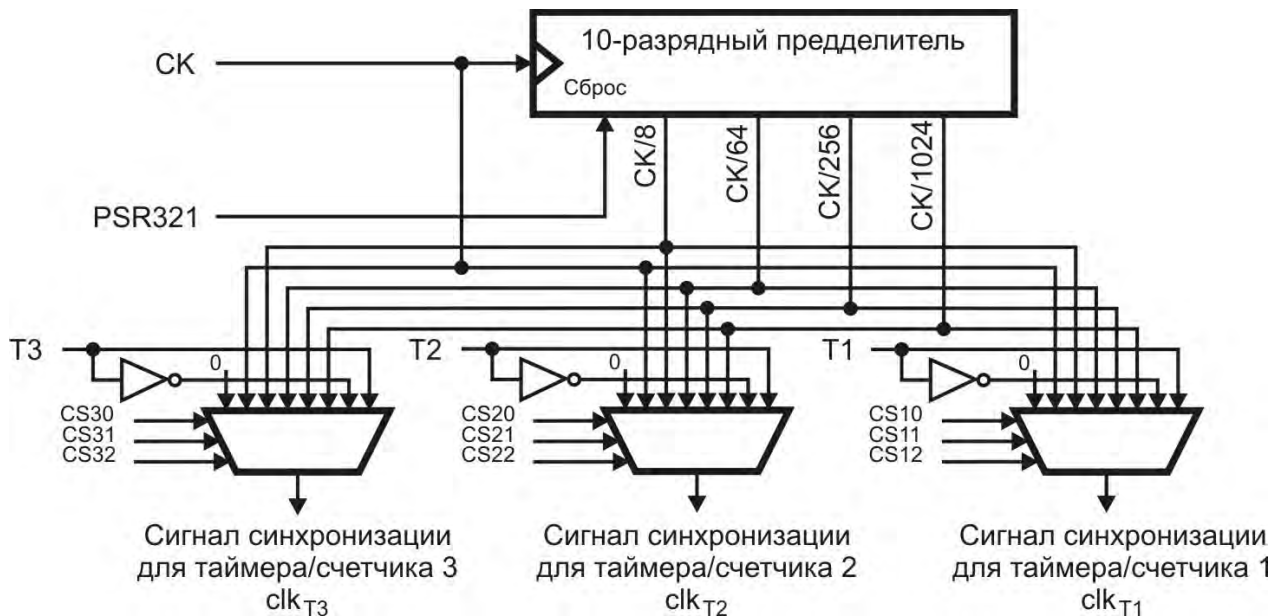 10-разрядный предделитель
CK
Сброс
CK/8
CK/64
CK/256
CK/1024
PSR321
T3
0
T2
0
T1
0
CS30
CS31
CS32
CS20
CS21
CS22
CS10
CS11
CS12
Сигнал синхронизации
для таймера/счетчика 3
clkT3
Сигнал синхронизации
для таймера/счетчика 2
clkT2
Сигнал синхронизации
для таймера/счетчика 1
clkT1